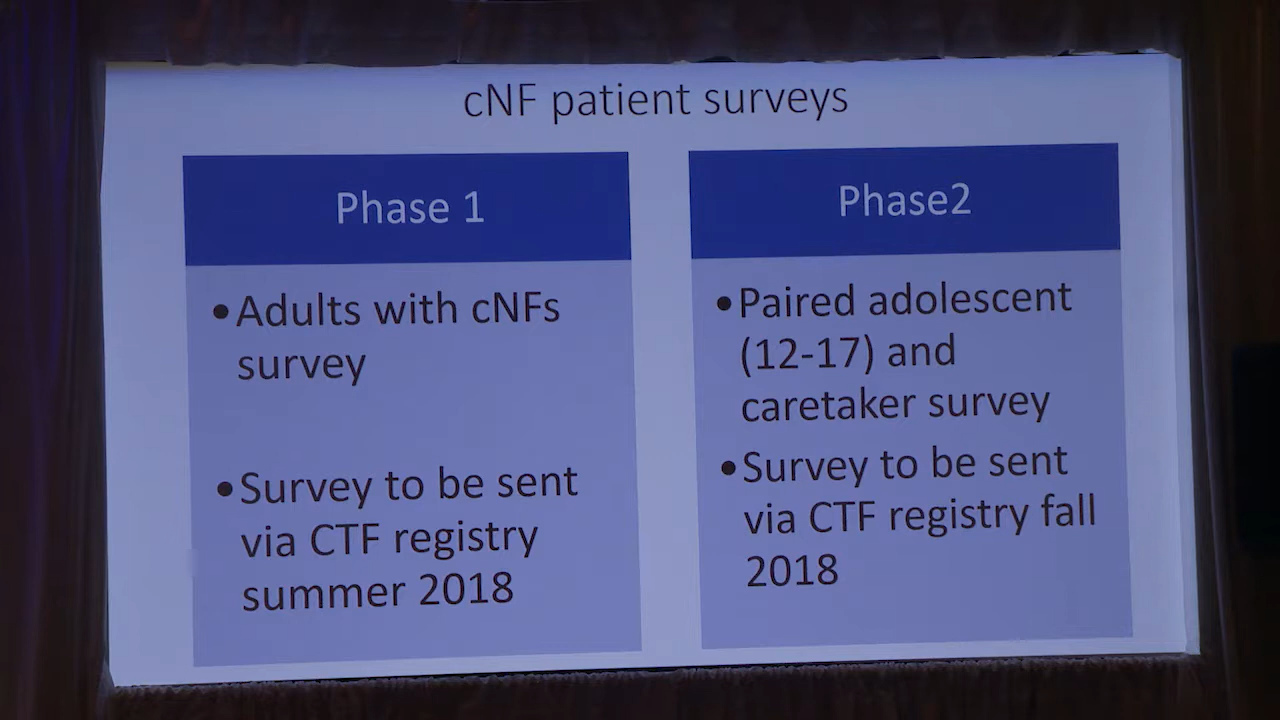 cNF patient surveys
Phase 1
•Adults with cNFs
survey
•Survey to be sent
via CTF registry
summer 2018
Phase2
•Paired adolescent
(12-17) and
caretaker survey
•Survey to be sent
via CTF registry fall
2018